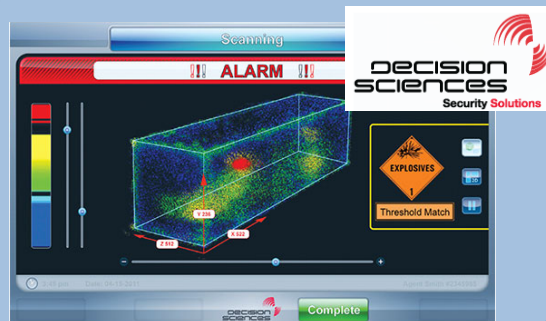 Scanning
!!! ALARM !!!
DECISION
SCIENCES
Security Solutions
EXPLOSIVES
1
Threshold Match
Y 236
Z 512
X 522
DECISION
SCIENCES
Complete